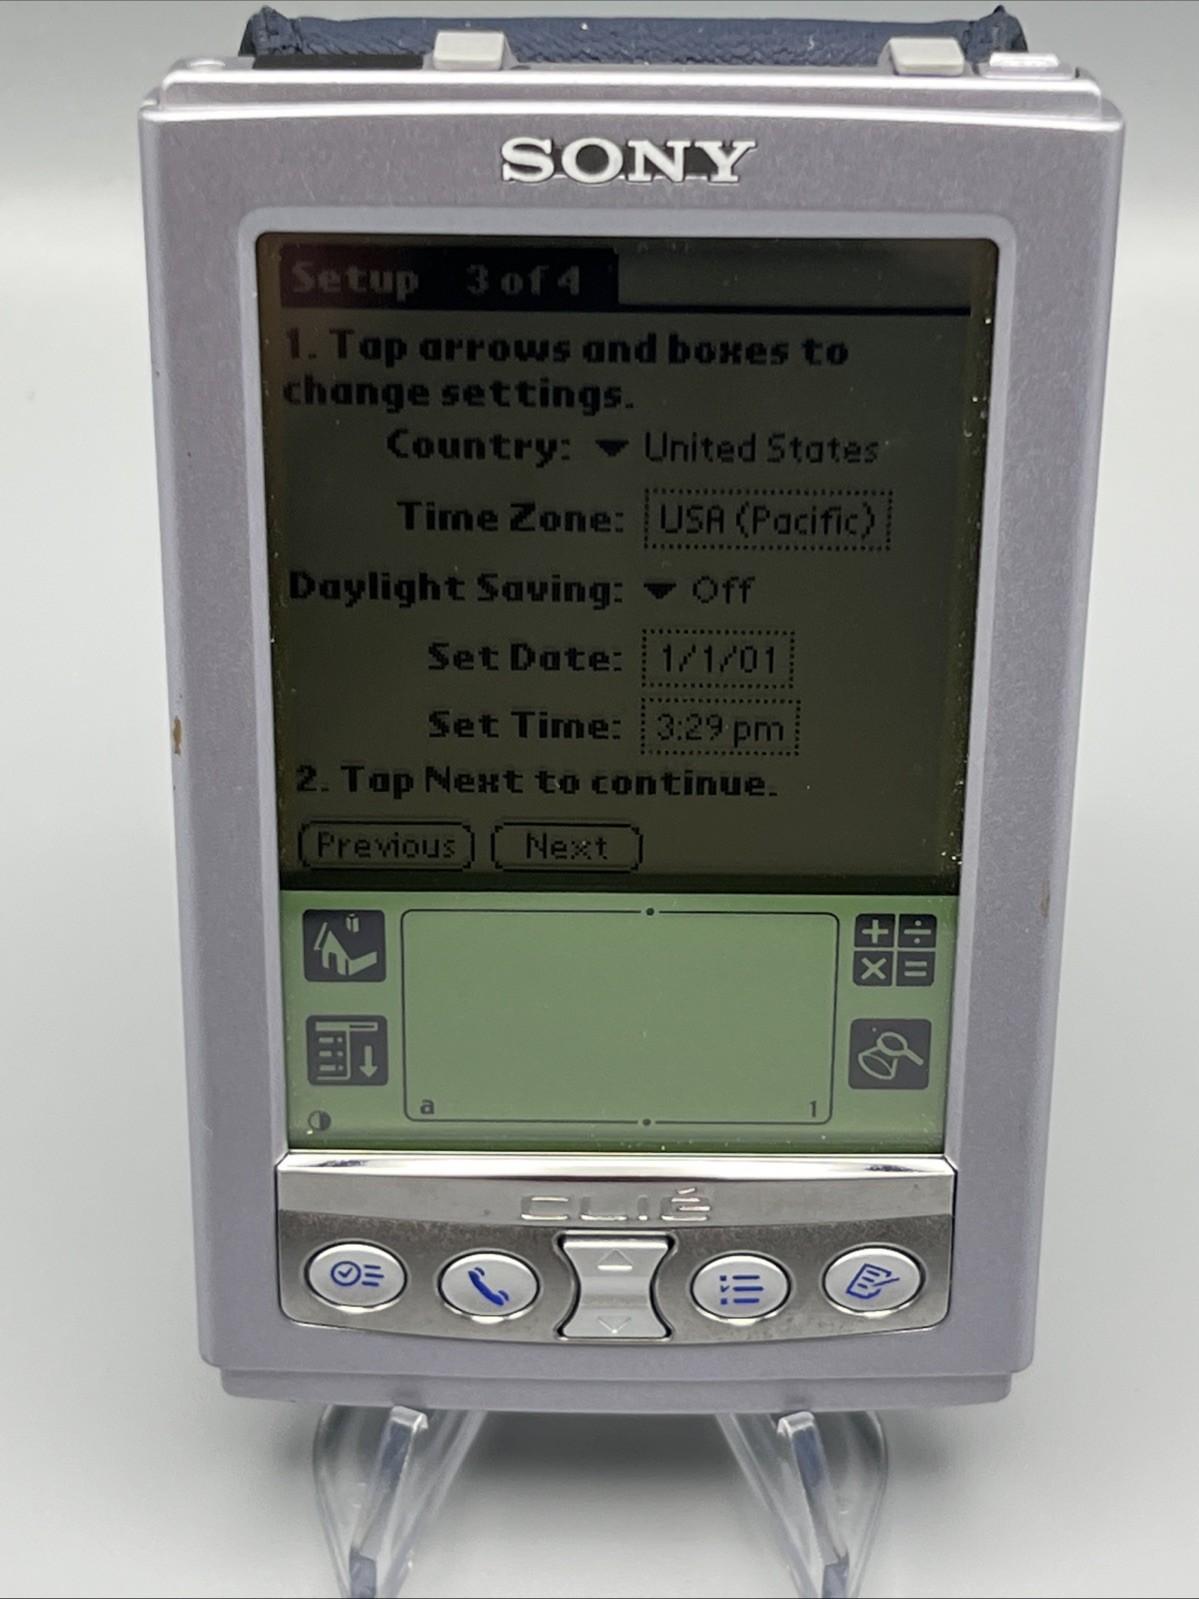 SONY
Setup 3 of 4
1. Tap arrows and boxes to
change settings.
Country: United States
Time Zone: USA (Pacific)
Daylight Saving: Off
Set Date: 1/1/01
Set Time: 3:29 pm
2. Tap Next to continue.
Previous Next
+ ÷
× =
a 1
CLIÉ